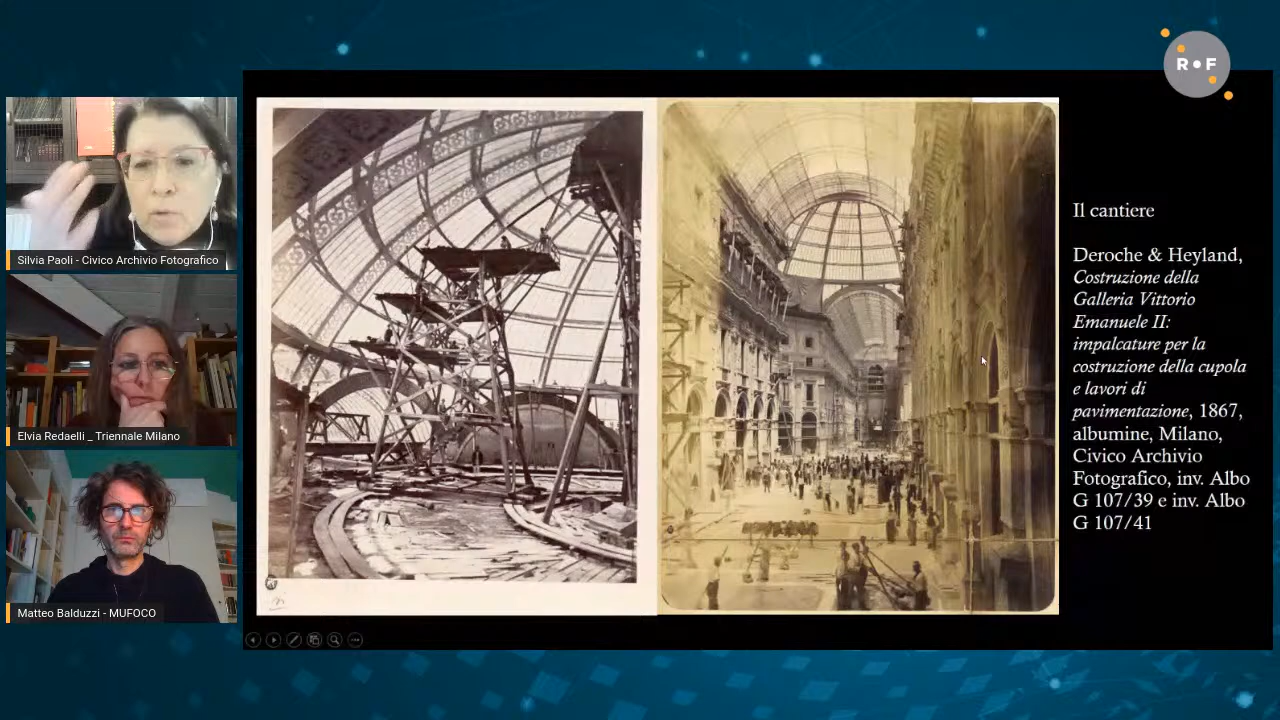 R●F
Silvia Paoli - Civico Archivio Fotografico
Elvia Redaelli _ Triennale Milano
Matteo Balduzzi - MUFOCO
Il cantiere
Deroche & Heyland,
Costruzione della
Galleria Vittorio
Emanuele II:
impalcature per la
costruzione della cupola
e lavori di
pavimentazione, 1867,
albumine, Milano,
Civico Archivio
Fotografico, inv. Albo
G 107/39 e inv. Albo
G 107/41